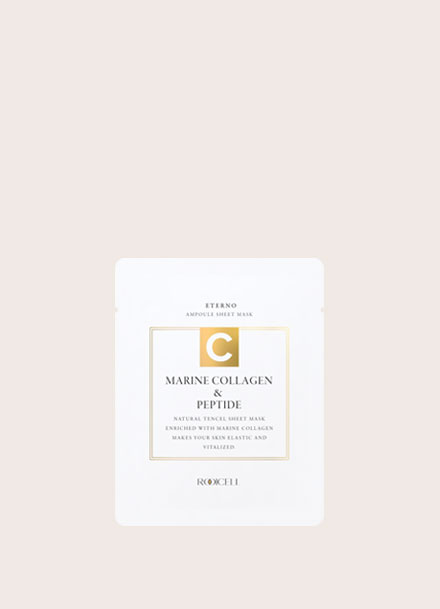 ETERNO
AMPOULE SHEET MASK
C
MARINE COLLAGEN
&
PEPTIDE
NATURAL TENCEL SHEET MASK
ENRICHED WITH MARINE COLLAGEN
MAKES YOUR SKIN ELASTIC AND
VITALIZED